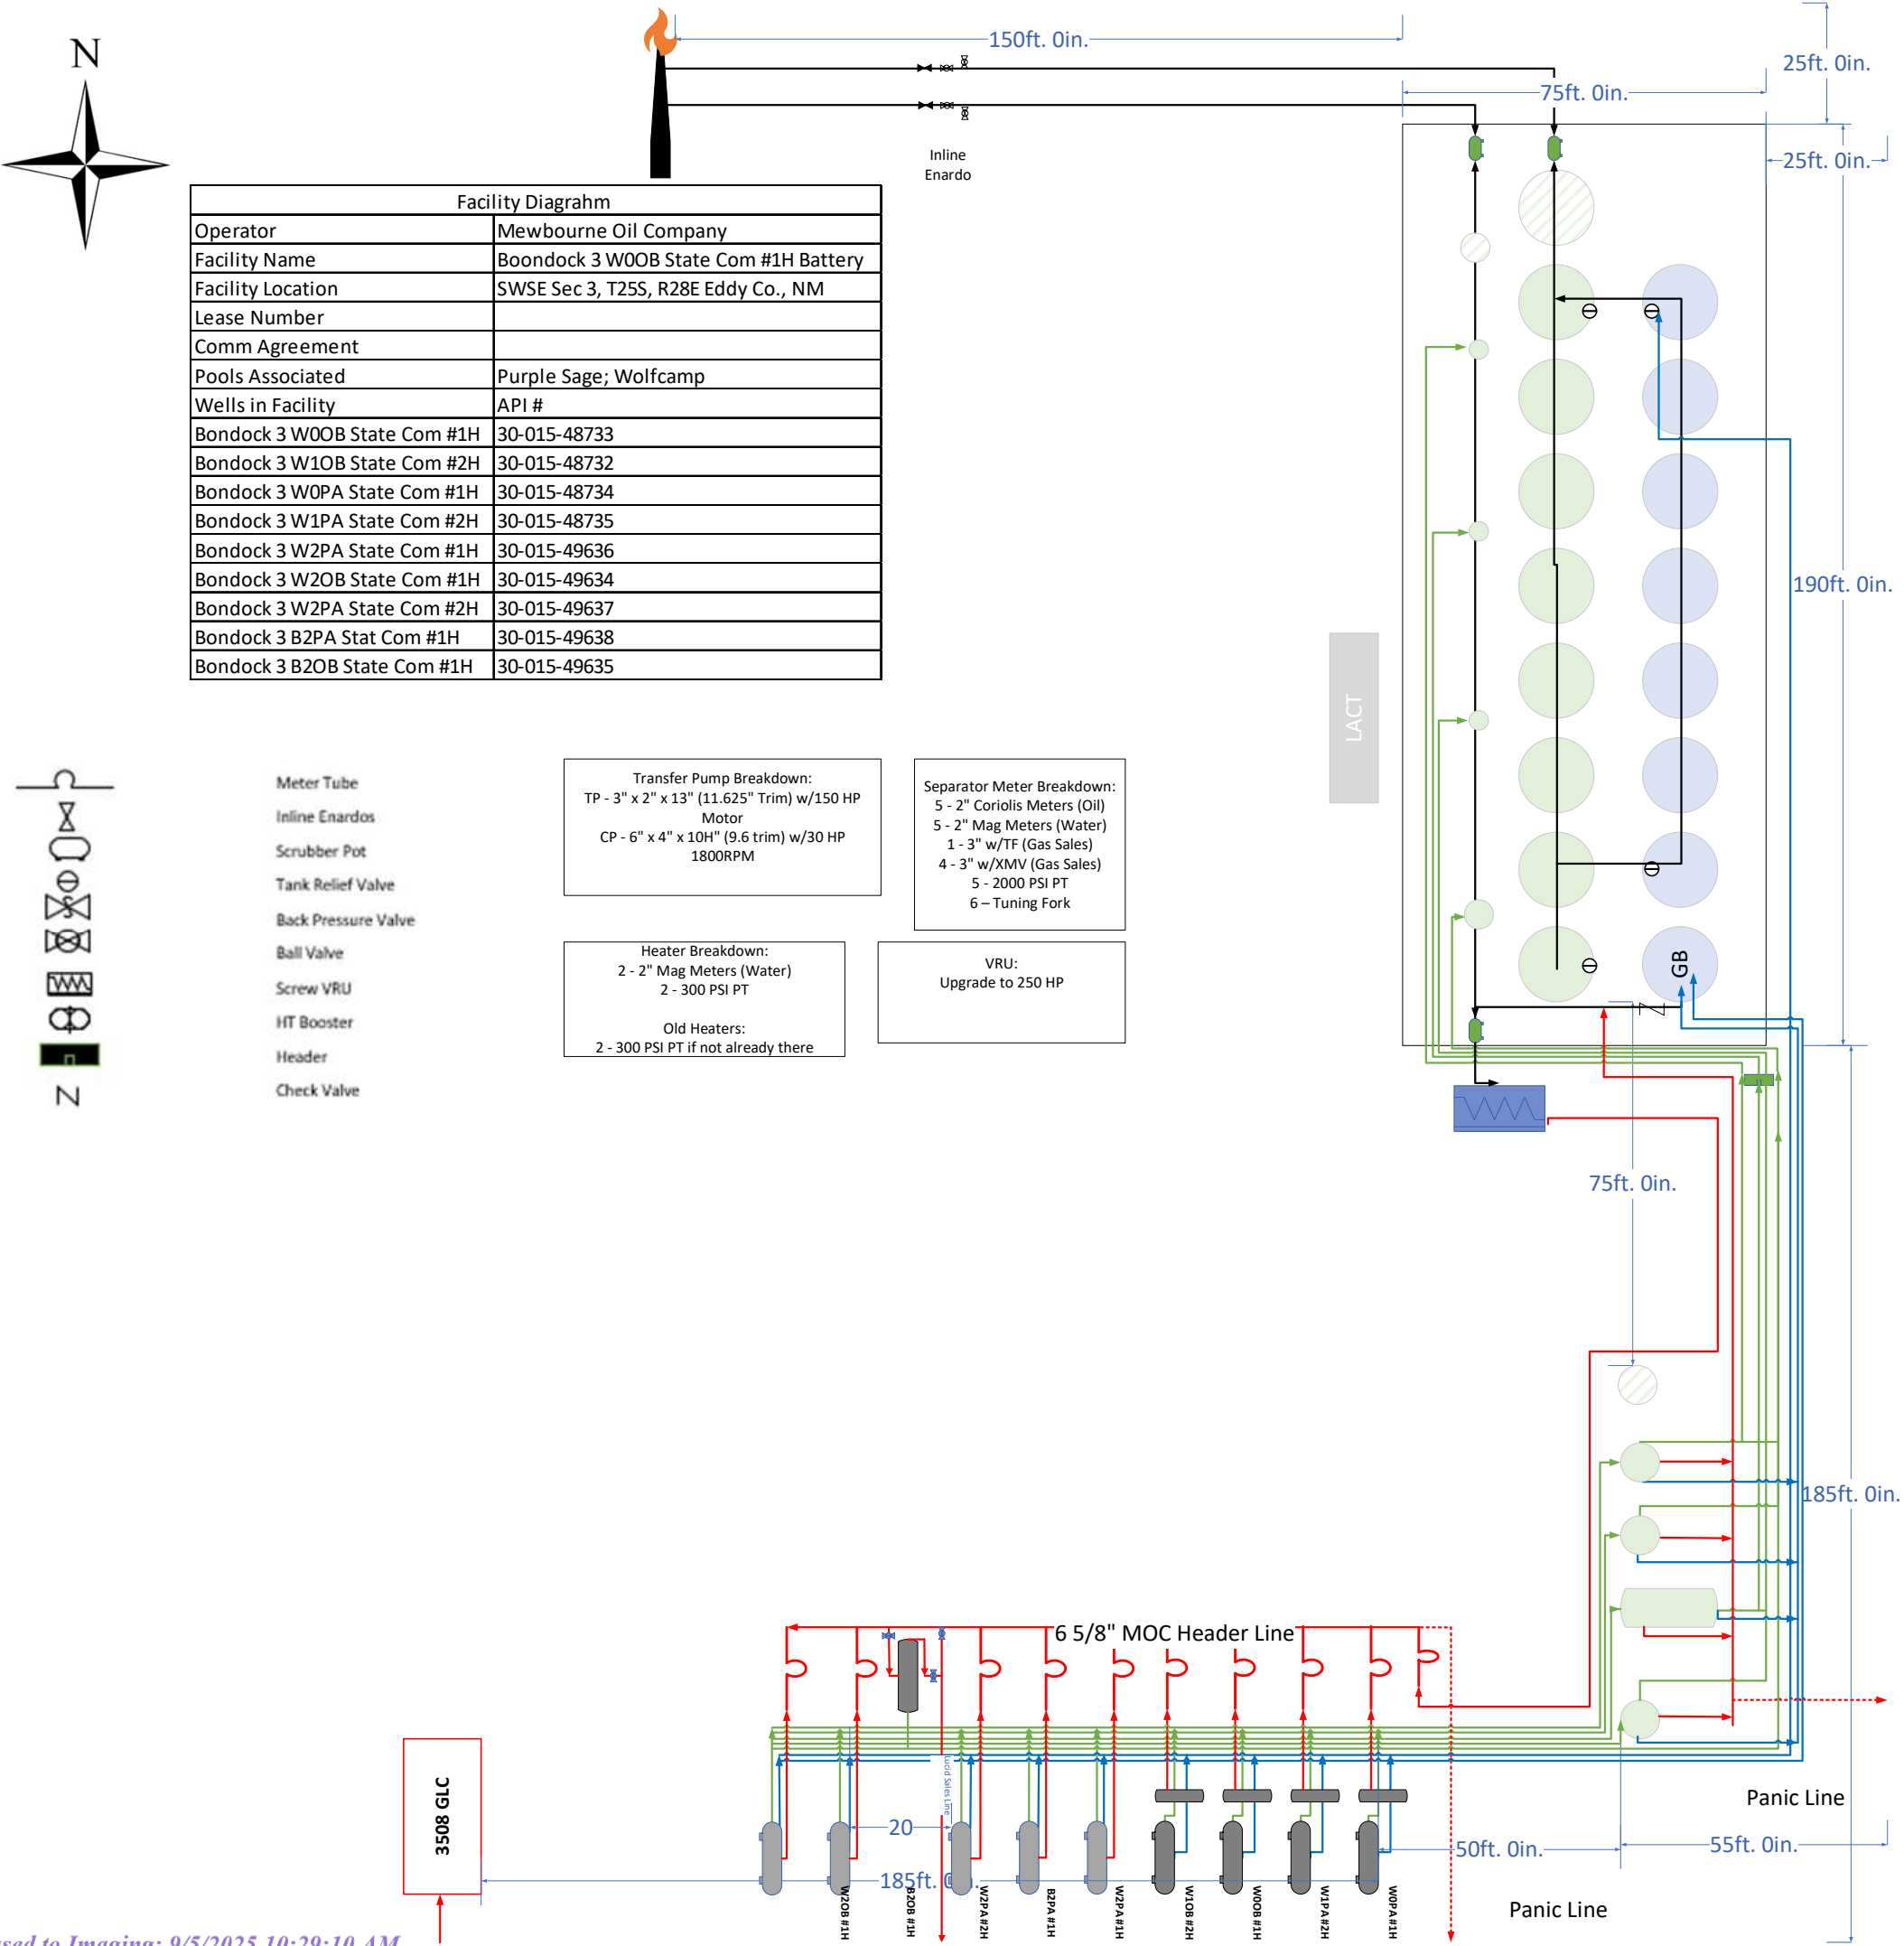 N
150ft. 0in.
25ft. 0in.
75ft. 0in.
Inline
Enardo
25ft. 0in.
Facility Diagrahm
Operator Mewbourne Oil Company
Facility Name Boondock 3 W0OB State Com #1H Battery
Facility Location SWSE Sec 3, T25S, R28E Eddy Co., NM
Lease Number
Comm Agreement
Pools Associated Purple Sage; Wolfcamp
Wells in Facility API #
Bondock 3 W0OB State Com #1H 30-015-48733
Bondock 3 W1OB State Com #2H 30-015-48732
Bondock 3 W0PA State Com #1H 30-015-48734
Bondock 3 W1PA State Com #2H 30-015-48735
Bondock 3 W2PA State Com #1H 30-015-49636
Bondock 3 W2OB State Com #1H 30-015-49634
Bondock 3 W2PA State Com #2H 30-015-49637
Bondock 3 B2PA Stat Com #1H 30-015-49638
Bondock 3 B2OB State Com #1H 30-015-49635
190ft. 0in.
LACT
Meter Tube
Inline Enardos
Scrubber Pot
Tank Relief Valve
Back Pressure Valve
Ball Valve
Screw VRU
HT Booster
Header
Check Valve
Transfer Pump Breakdown:
TP - 3" x 2" x 13" (11.625" Trim) w/150 HP
Motor
CP - 6" x 4" x 10H" (9.6 trim) w/30 HP
1800RPM
Separator Meter Breakdown:
5 - 2" Coriolis Meters (Oil)
5 - 2" Mag Meters (Water)
1 - 3" w/TF (Gas Sales)
4 - 3" w/XMV (Gas Sales)
5 - 2000 PSI PT
6 – Tuning Fork
Heater Breakdown:
2 - 2" Mag Meters (Water)
2 - 300 PSI PT
Old Heaters:
2 - 300 PSI PT if not already there
VRU:
Upgrade to 250 HP
GB
75ft. 0in.
185ft. 0in.
6 5/8" MOC Header Line
3508 GLC
Lucid Sales Line
20
185ft. 0in.
50ft. 0in.
55ft. 0in.
Panic Line
Panic Line
W2OB #1H
B2OB #1H
W2PA #2H
B2PA #1H
W2PA #1H
W1OB #2H
W0OB #1H
W1PA #2H
W0PA #1H
to Imaging: 9/5/2025 10:29:10 AM